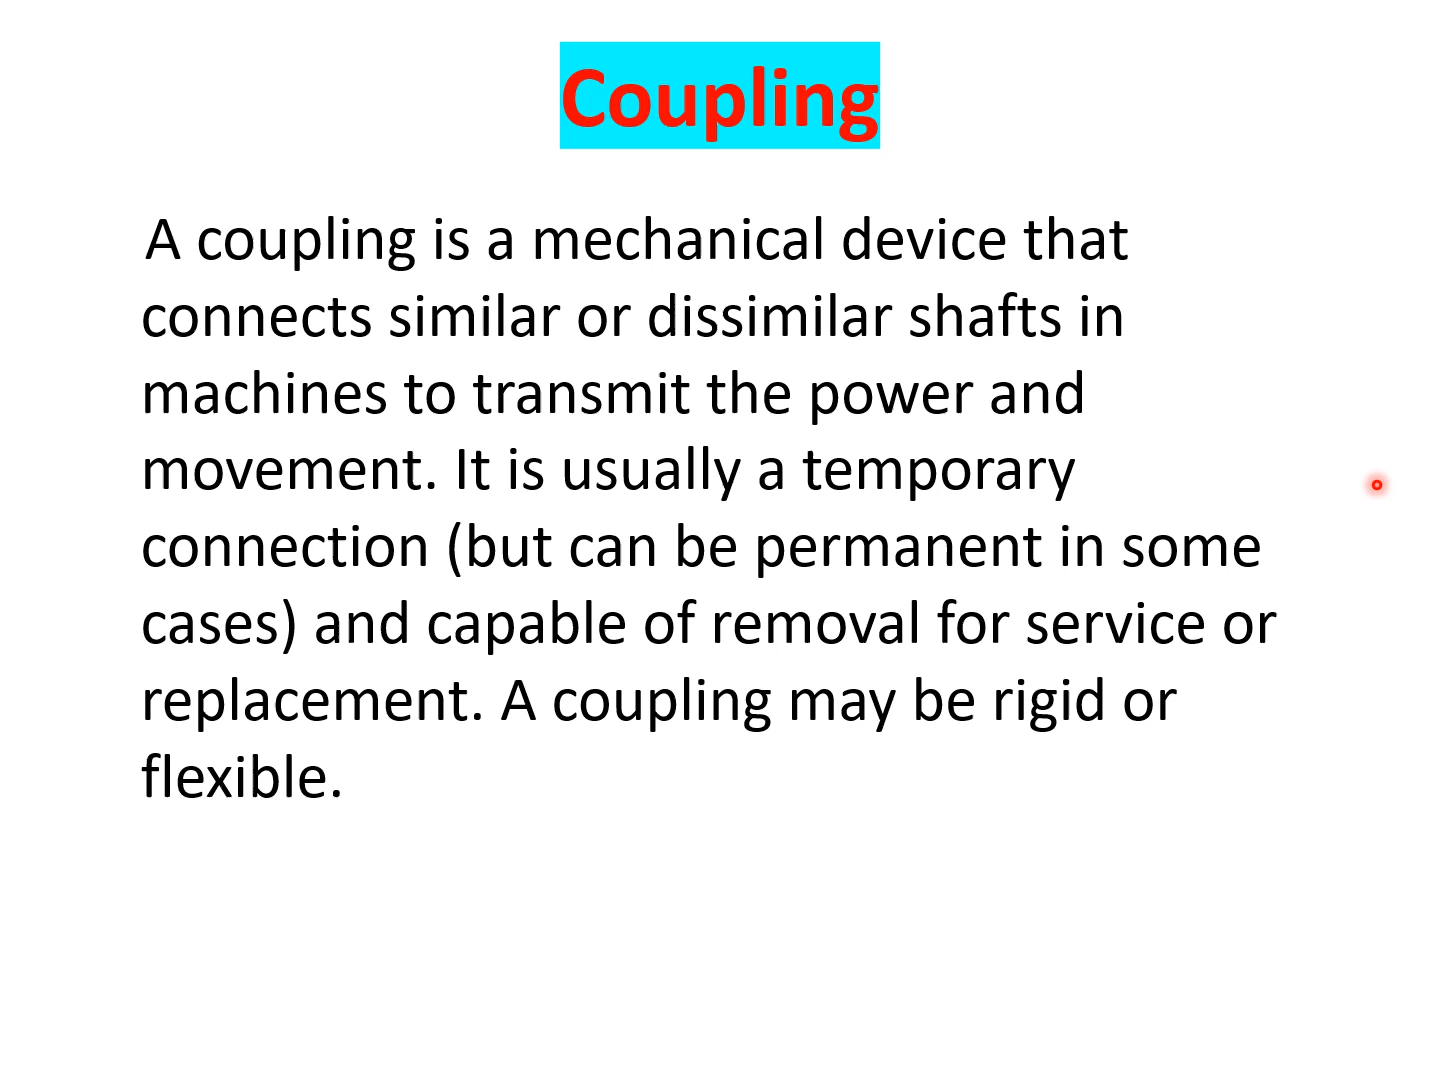 Coupling
A coupling is a mechanical device that
connects similar or dissimilar shafts in
machines to transmit the power and
movement. It is usually a temporary
connection (but can be permanent in some
cases) and capable of removal for service or
replacement. A coupling may be rigid or
flexible.